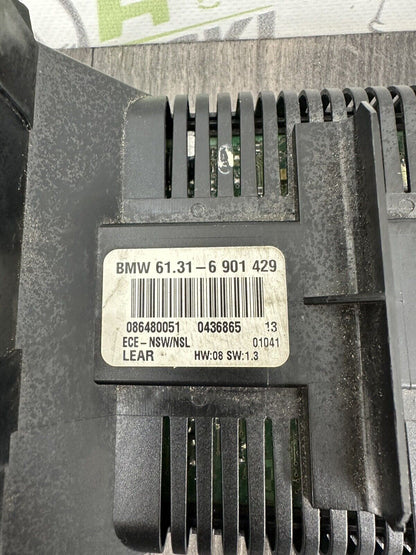 BMW 61.31-6 901 429
086480051 0436865 13
ECE-NSW/NSL 01041
LEAR HW:08 SW:1.3